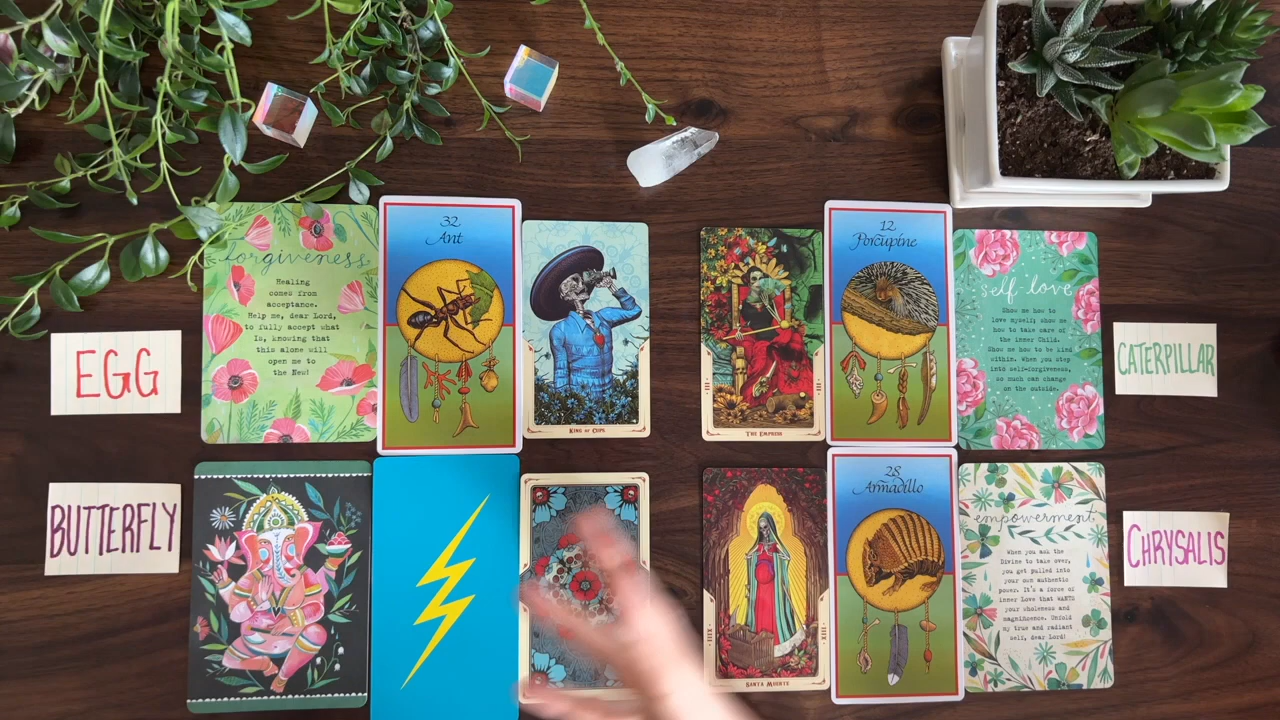 EGG
forgiveness
Healing
comes from
acceptance.
Help me, dear Lord,
to fully accept what
Is, knowing that
this alone will
open me to
the New!
32
Ant
KING OF CUPS
III
III
THE EMPRESS
12
Porcupine
self-love
Show me how to
love myself; show me
how to take care of
the inner Child.
Show me how to be kind
within. When you step
into self-forgiveness,
so much can change
on the outside.
CATERPILLAR
BUTTERFLY
XIII
XIII
SANTA MUERTE
28
Armadillo
empowerment
When you ask the
Divine to take over,
you get pulled into
your own authentic
power. It's a force of
inner Love that WANTS
your wholeness and
magnificence. Unfold
my true and radiant
self, dear Lord!
CHRYSALIS